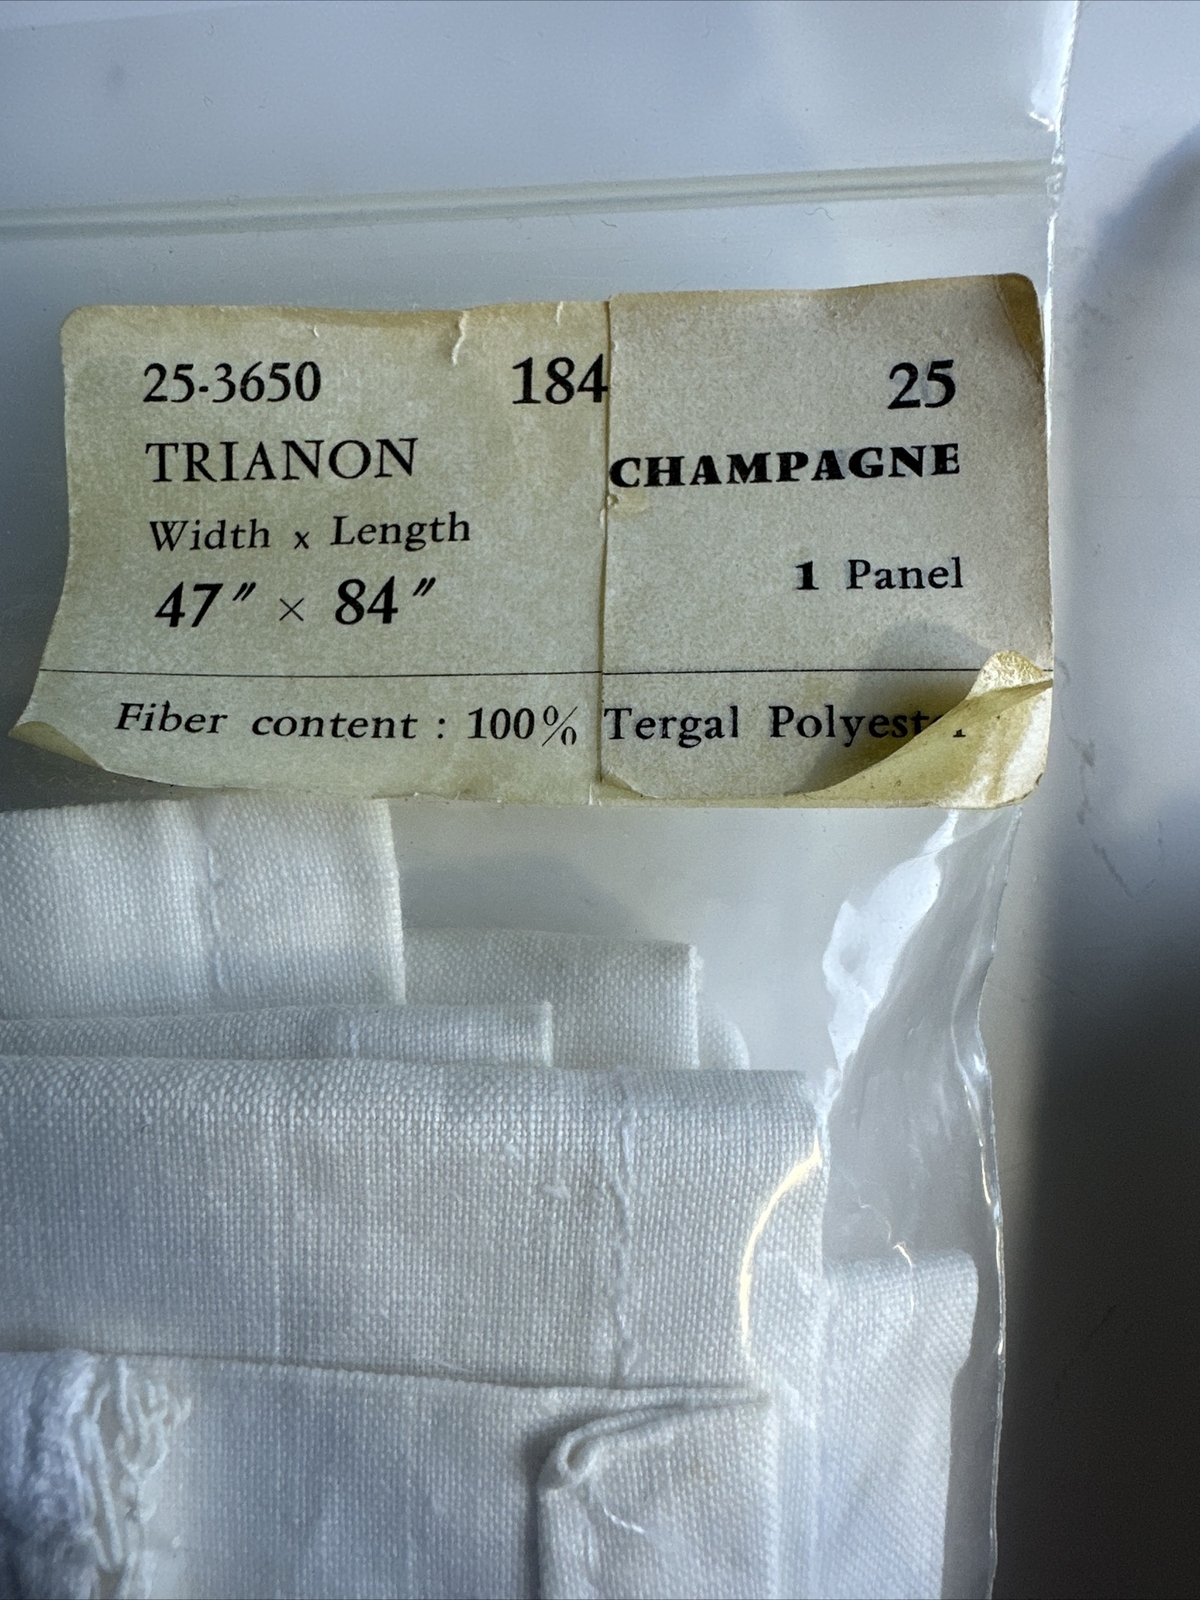 25-3650 184 25
TRIANON CHAMPAGNE
Width x Length
47" × 84" 1 Panel
Fiber content : 100% Tergal